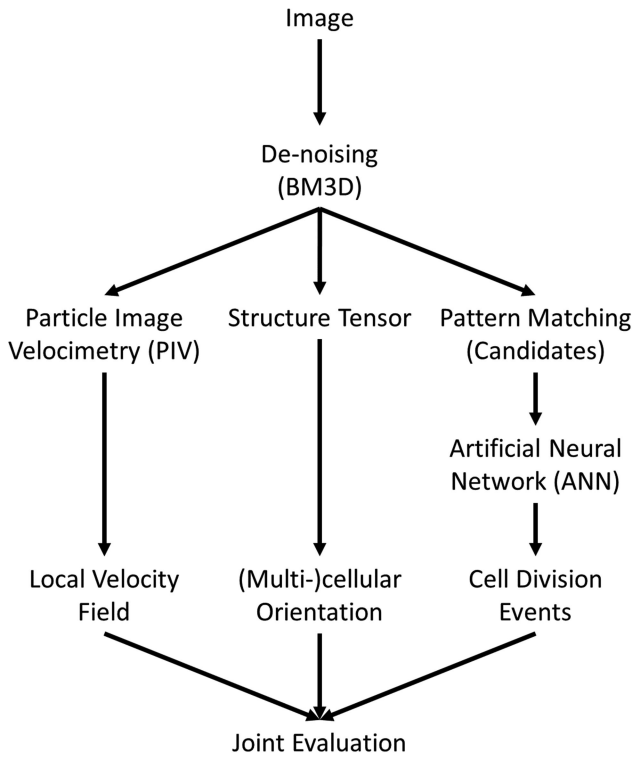 Image
De-noising
(BM3D)
Particle Image
Velocimetry (PIV)
Structure Tensor
Pattern Matching
(Candidates)
Artificial Neural
Network (ANN)
Local Velocity
Field
(Multi-)cellular
Orientation
Cell Division
Events
Joint Evaluation